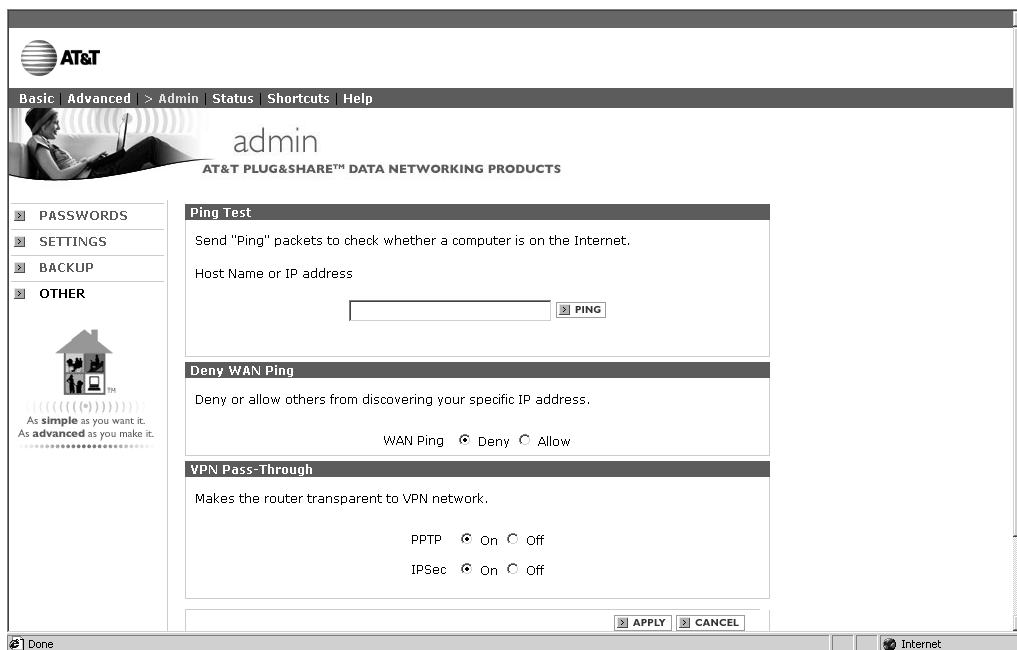 AT&T
Basic | Advanced | > Admin | Status | Shortcuts | Help
admin
AT&T PLUG&SHARE™ DATA NETWORKING PRODUCTS
PASSWORDS
SETTINGS
BACKUP
OTHER
TM
As simple as you want it.
As advanced as you make it.
Ping Test
Send "Ping" packets to check whether a computer is on the Internet.
Host Name or IP address
PING
Deny WAN Ping
Deny or allow others from discovering your specific IP address.
WAN Ping Deny Allow
VPN Pass-Through
Makes the router transparent to VPN network.
PPTP On Off
IPSec On Off
APPLY CANCEL
Done Internet